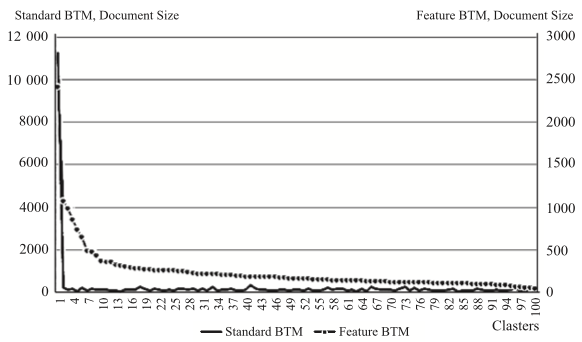 Standard BTM, Document Size
Feature BTM, Document Size
12 000
10 000
8000
6000
4000
2000
0
3000
2500
2000
1500
1000
500
0
1 4 7 10 13 16 19 22 25 28 31 34 37 40 43 46 49 52 55 58 61 64 67 70 73 76 79 82 85 88 91 94 97 100
Clasters
Standard BTM
Feature BTM